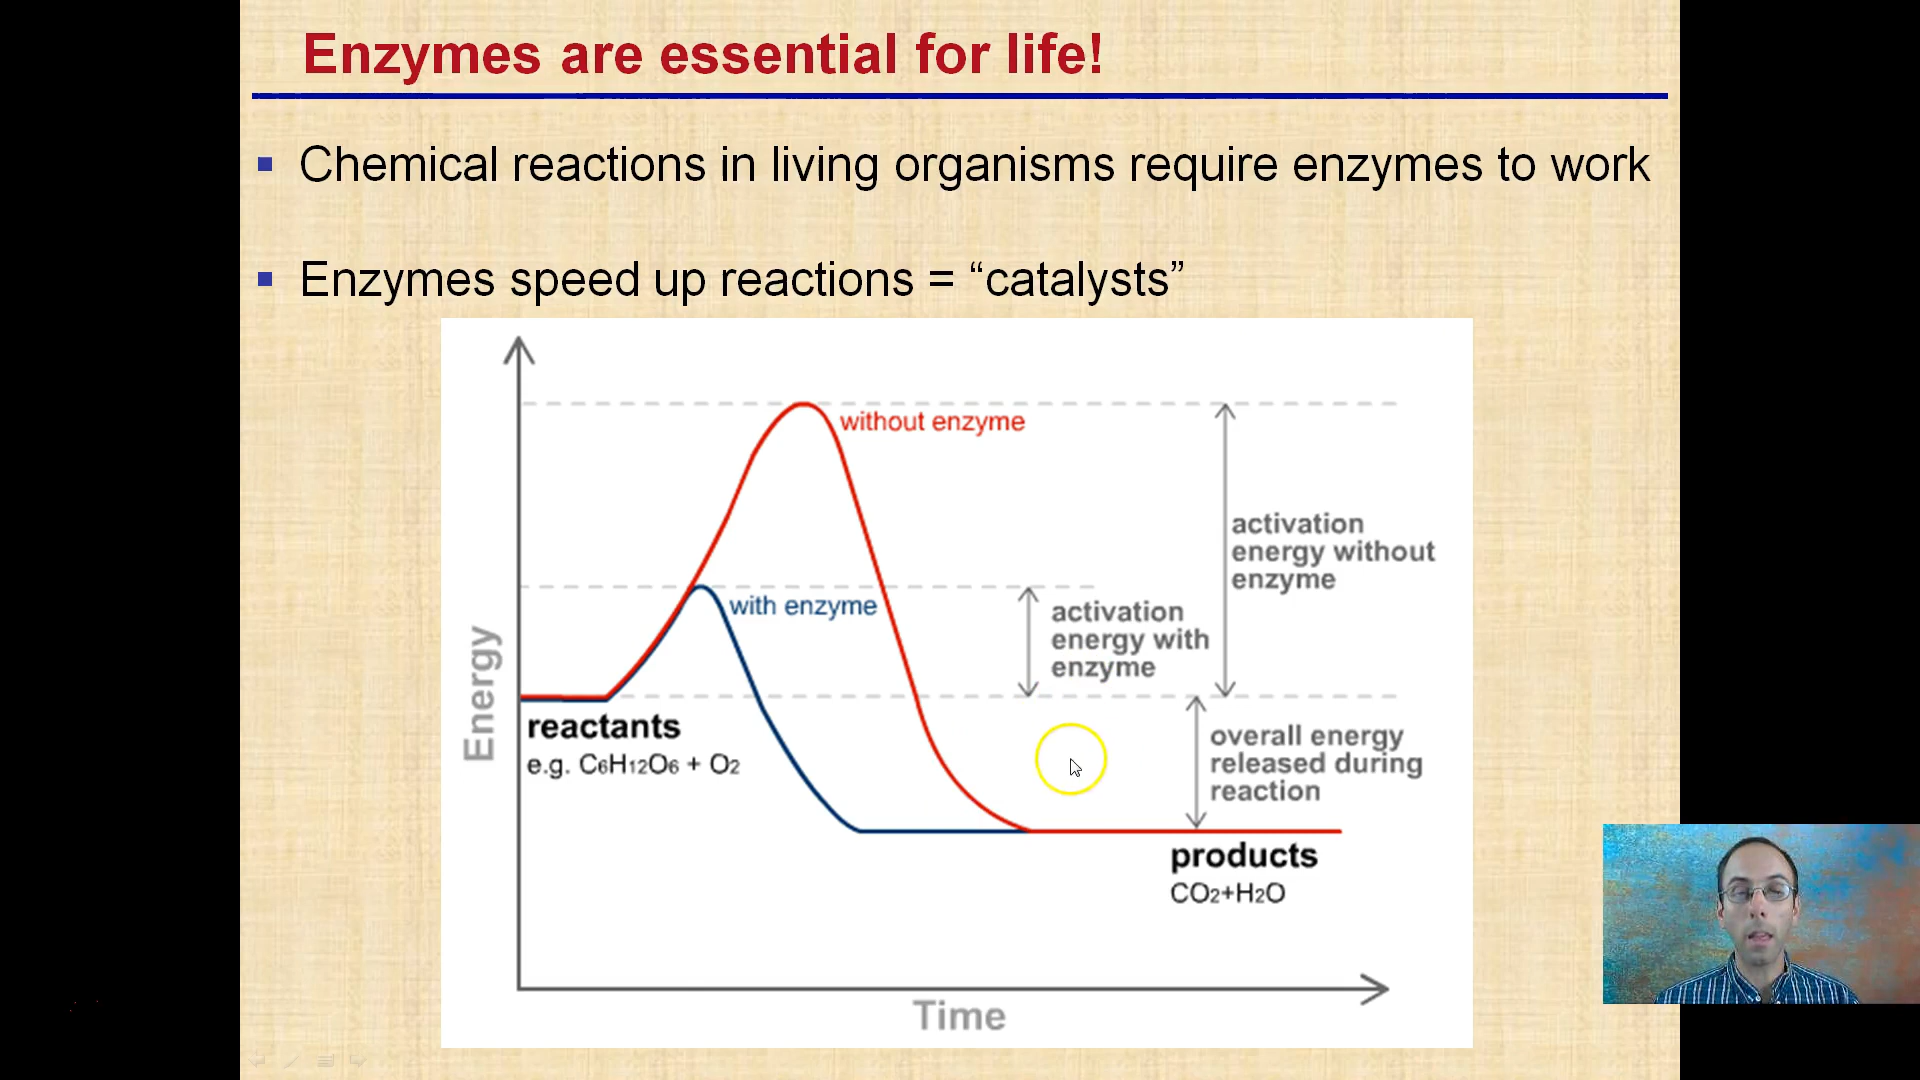 Enzymes are essential for life!
Chemical reactions in living organisms require enzymes to work
Enzymes speed up reactions = “catalysts”
without enzyme
activation
energy without
enzyme
with enzyme
activation
energy with
enzyme
Energy
reactants
e.g. C6H12O6 + O2
overall energy
released during
reaction
products
CO2+H2O
Time